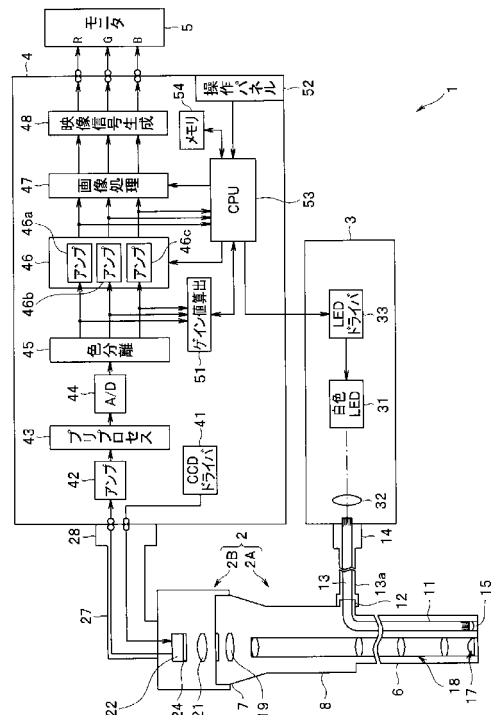 モニタ
5
R
G
B
4
操作パネル
52
54
メモリ
48
映像信号生成
47
画像処理
CPU
53
46a
46
アンプ
アンプ
アンプ
46b
46c
45
色分離
ゲイン値算出
51
44
A/D
43
プリプロセス
42
アンプ
41
CCDドライバ
28
27
1
3
LEDドライバ
33
白色LED
31
32
14
13
13a
12
11
15
2
2B
2A
22
24
21
7
19
8
6
18
17